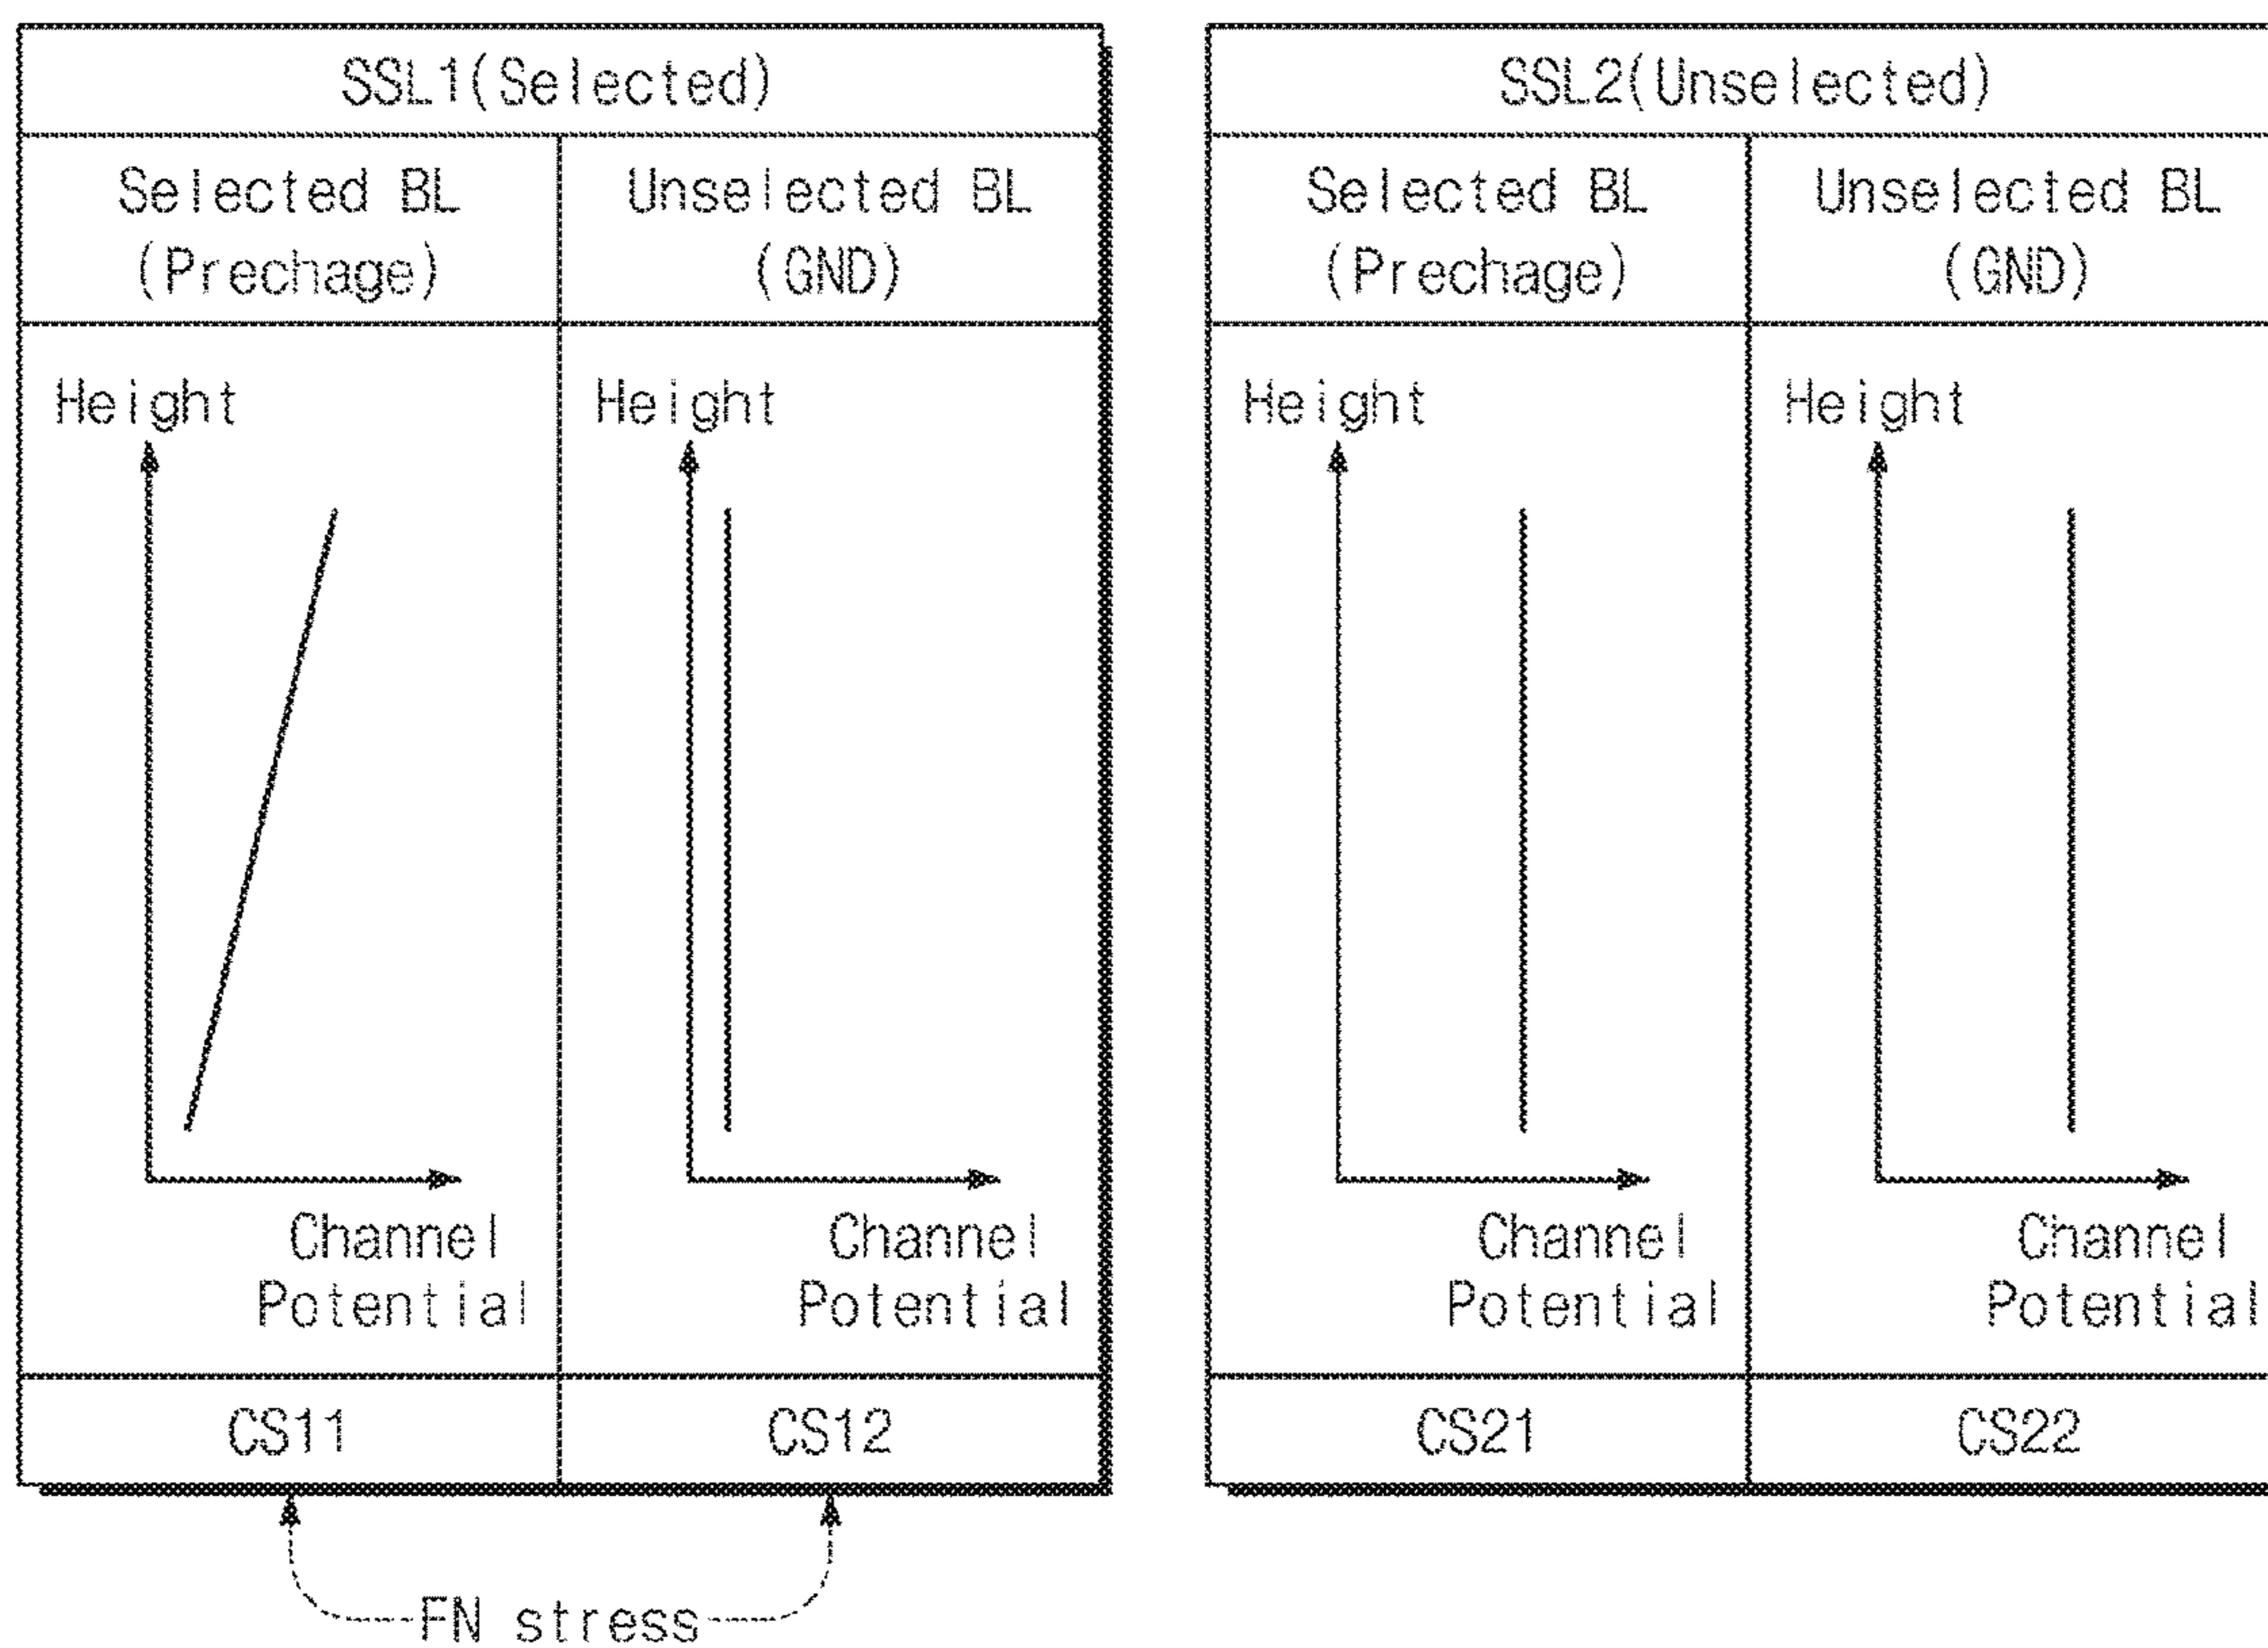 SSL1(Selected)
Selected BL
(Prechage)
Unselected BL
(GND)
Height
Channel
Potential
Height
Channel
Potential
CS11
CS12
FN stress
SSL2(Unselected)
Selected BL
(Prechage)
Unselected BL
(GND)
Height
Channel
Potential
Height
Channel
Potential
CS21
CS22